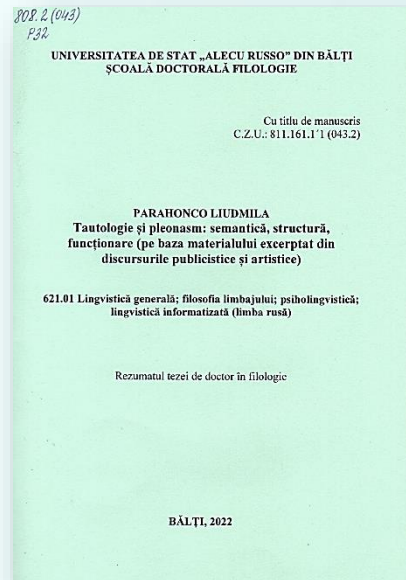 808.2(043)
P32
UNIVERSITATEA DE STAT „ALECU RUSSO” DIN BĂLȚI
ȘCOALĂ DOCTORALĂ FILOLOGIE
Cu titlu de manuscris
C.Z.U.: 811.161.1ʹ1 (043.2)
PARAHONCO LIUDMILA
Tautologie și pleonasm: semantică, structură,
funcționare (pe baza materialului excerptat din
discursurile publicistice și artistice)
621.01 Lingvistică generală; filosofia limbajului; psiholingvistică;
lingvistică informatizată (limba rusă)
Rezumatul tezei de doctor în filologie
BĂLȚI, 2022